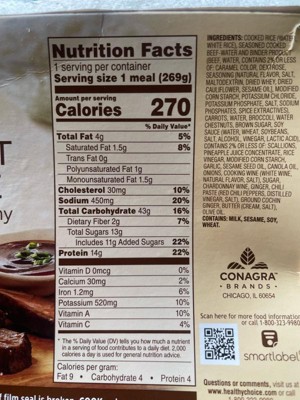 Nutrition Facts
1 serving per container
Serving size 1 meal (269g)
Amount per serving
Calories 270
% Daily Value*
Total Fat 4g 5%
Saturated Fat 1.5g 8%
Trans Fat 0g
Polyunsaturated Fat 1g
Monounsaturated Fat 1.5g
Cholesterol 30mg 10%
Sodium 450mg 20%
Total Carbohydrate 43g 16%
Dietary Fiber 2g 7%
Total Sugars 13g
Includes 11g Added Sugars 22%
Protein 14g 22%
Vitamin D 0mcg 0%
Calcium 30mg 2%
Iron 1.2mg 6%
Potassium 520mg 10%
Vitamin A 10%
Vitamin C 4%
* The % Daily Value (DV) tells you how much a nutrient
in a serving of food contributes to a daily diet. 2,000
calories a day is used for general nutrition advice.
Calories per gram:
Fat 9 • Carbohydrate 4 • Protein 4
film seal is broken
INGREDIENTS: COOKED RICE
WHITE RICE), SEASONED COOKED
BEEF AND BINDER PRODUCT
(BEEF, WATER, CONTAINS 2% OR LESS
OF: CARAMEL COLOR, DEXTROSE,
SEASONING (NATURAL FLAVOR, SALT,
MALTODEXTRIN), DRIED WHEY, DRIED
CAULIFLOWER, SESAME OIL), MODIFIED
CORN STARCH, POTASSIUM CHLORIDE,
POTASSIUM PHOSPHATE, SALT, SODIUM
PHOSPHATE, SPICE EXTRACTIVES),
CARROTS, WATER, BROCCOLI, WATER
CHESTNUTS, BROWN SUGAR, SOY
SAUCE (WATER, WHEAT, SOYBEANS,
SALT, ALCOHOL, VINEGAR, LACTIC ACID),
CONTAINS 2% OR LESS OF: SCALLIONS,
PINEAPPLE JUICE CONCENTRATE, RICE
VINEGAR, MODIFIED CORN STARCH,
GARLIC, SESAME SEED OIL, CANOLA OIL,
ONIONS, COOKING WINE (WHITE WINE,
NATURAL FLAVOR, SALT), SUGAR,
CHARDONNAY WINE, GINGER, CHILI
PASTE (RED CHILI PEPPERS, DISTILLED
VINEGAR, SALT), GROUND
GINGER, BUTTER (CREAM, SALT),
OLIVE OIL.
CONTAINS: MILK, SESAME, SOY,
WHEAT.
CONAGRA
• BRANDS •
CHICAGO, IL 60654
Scan here for more food information
or call 1-800-323-998
smartlabel
Questions or comments, visit us at
www.healthychoice.com or call